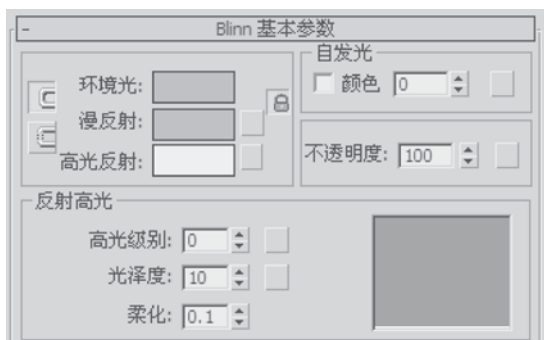 - Blinn 基本参数
环境光:
漫反射:
高光反射:
自发光
颜色 0
不透明度: 100
反射高光
高光级别: 0
光泽度: 10
柔化: 0.1